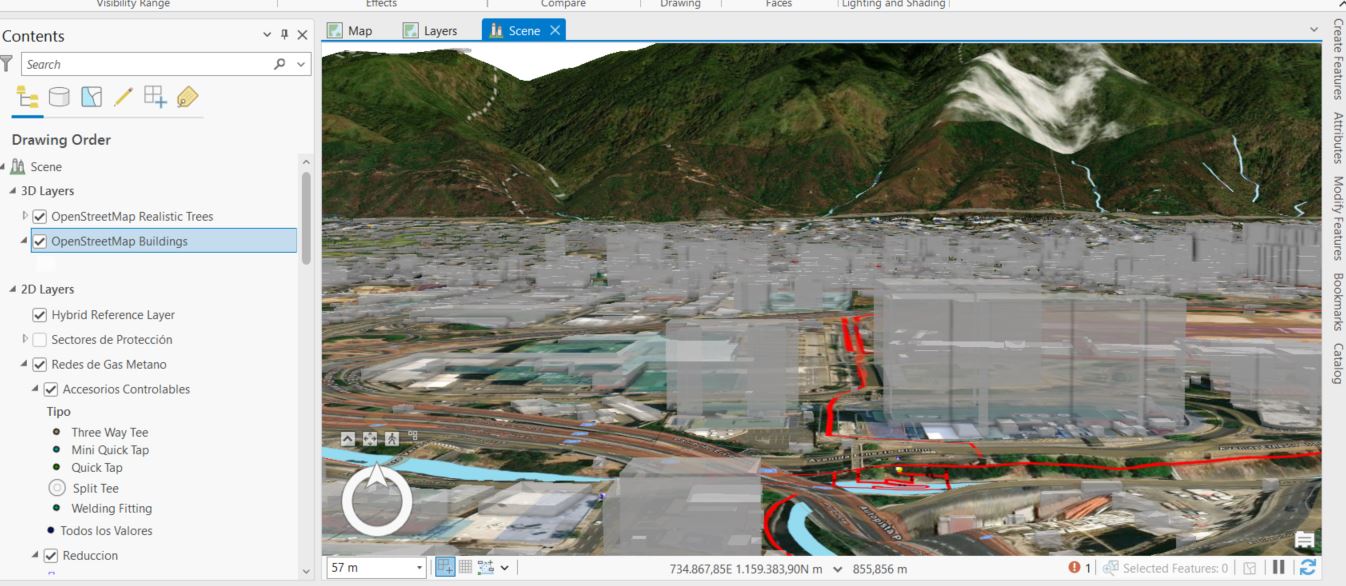 Visibility Range
Effects
Compare
Drawing
Faces
Lighting and Shading
Contents
Map
Layers
Scene
Search
Drawing Order
Scene
3D Layers
OpenStreetMap Realistic Trees
OpenStreetMap Buildings
2D Layers
Hybrid Reference Layer
Sectores de Protección
Redes de Gas Metano
Accesorios Controlables
Tipo
Three Way Tee
Mini Quick Tap
Quick Tap
Split Tee
Welding Fitting
Todos los Valores
Reduccion
57 m
734.867,85E 1.159.383,90N m
855,856 m
1
Selected Features: 0
Create Features
Attributes
Modify Features
Bookmarks
Catalog